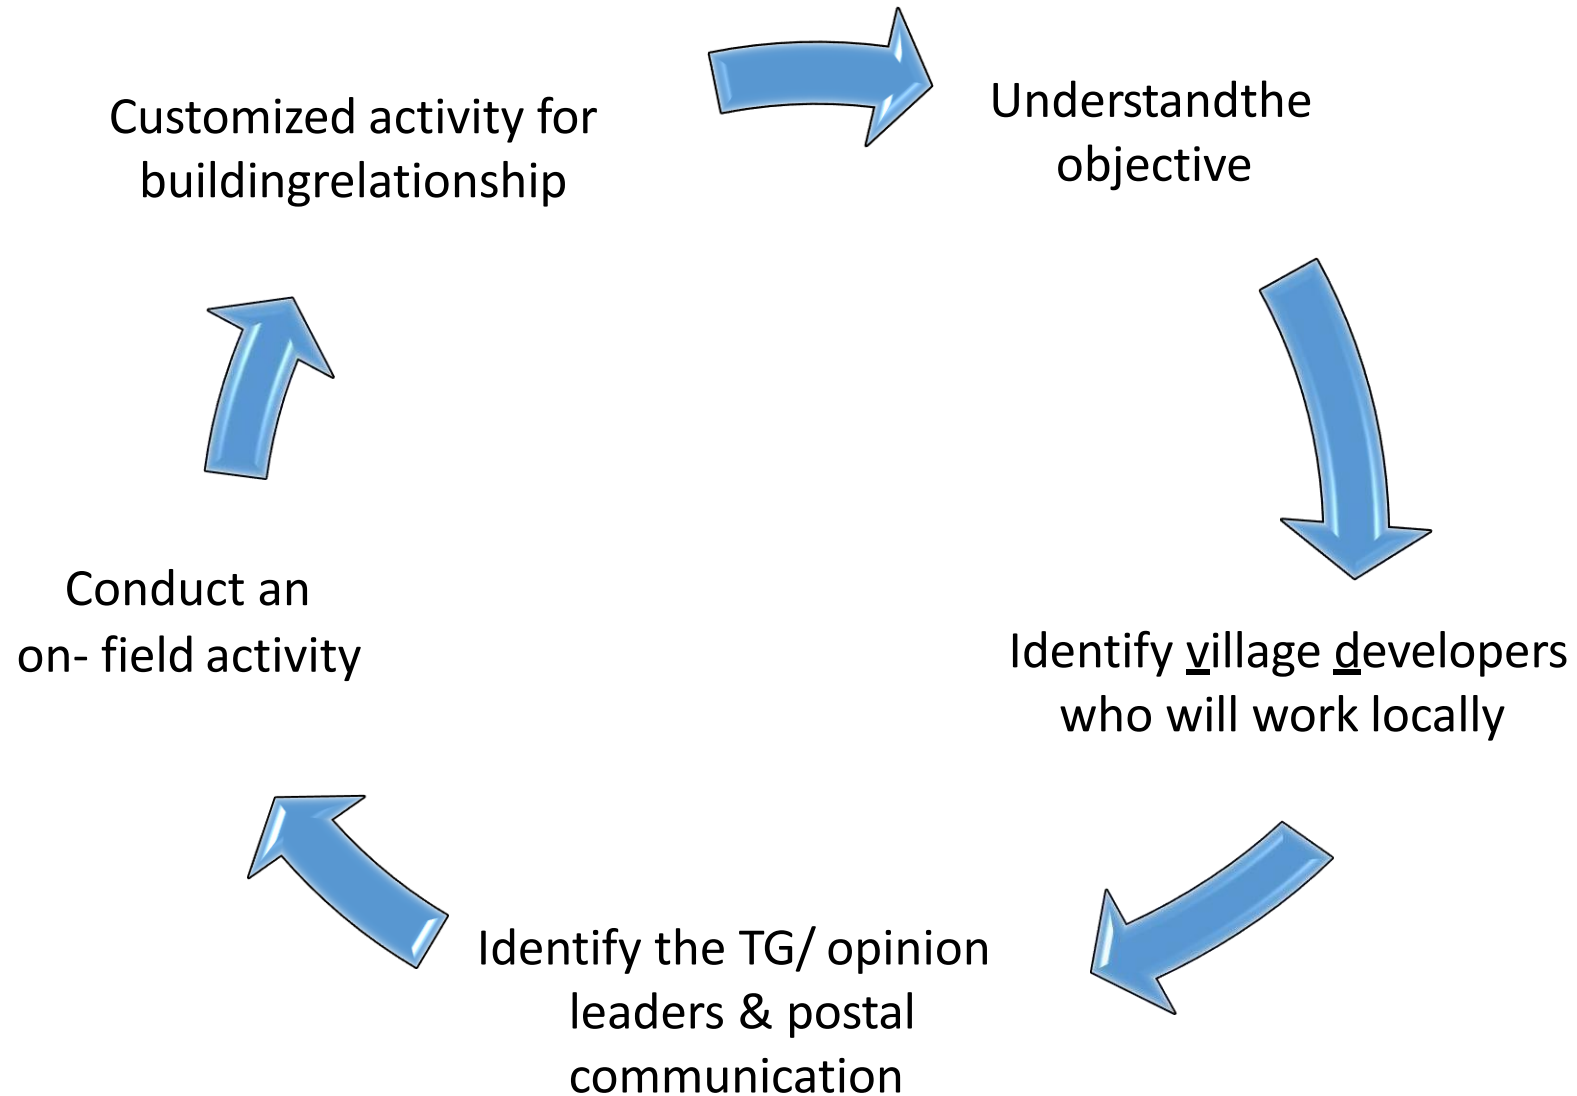 Customized activity for
buildingrelationship
Understandthe
objective
Identify village developers
who will work locally
Identify the TG/ opinion
leaders & postal
communication
Conduct an
on- field activity